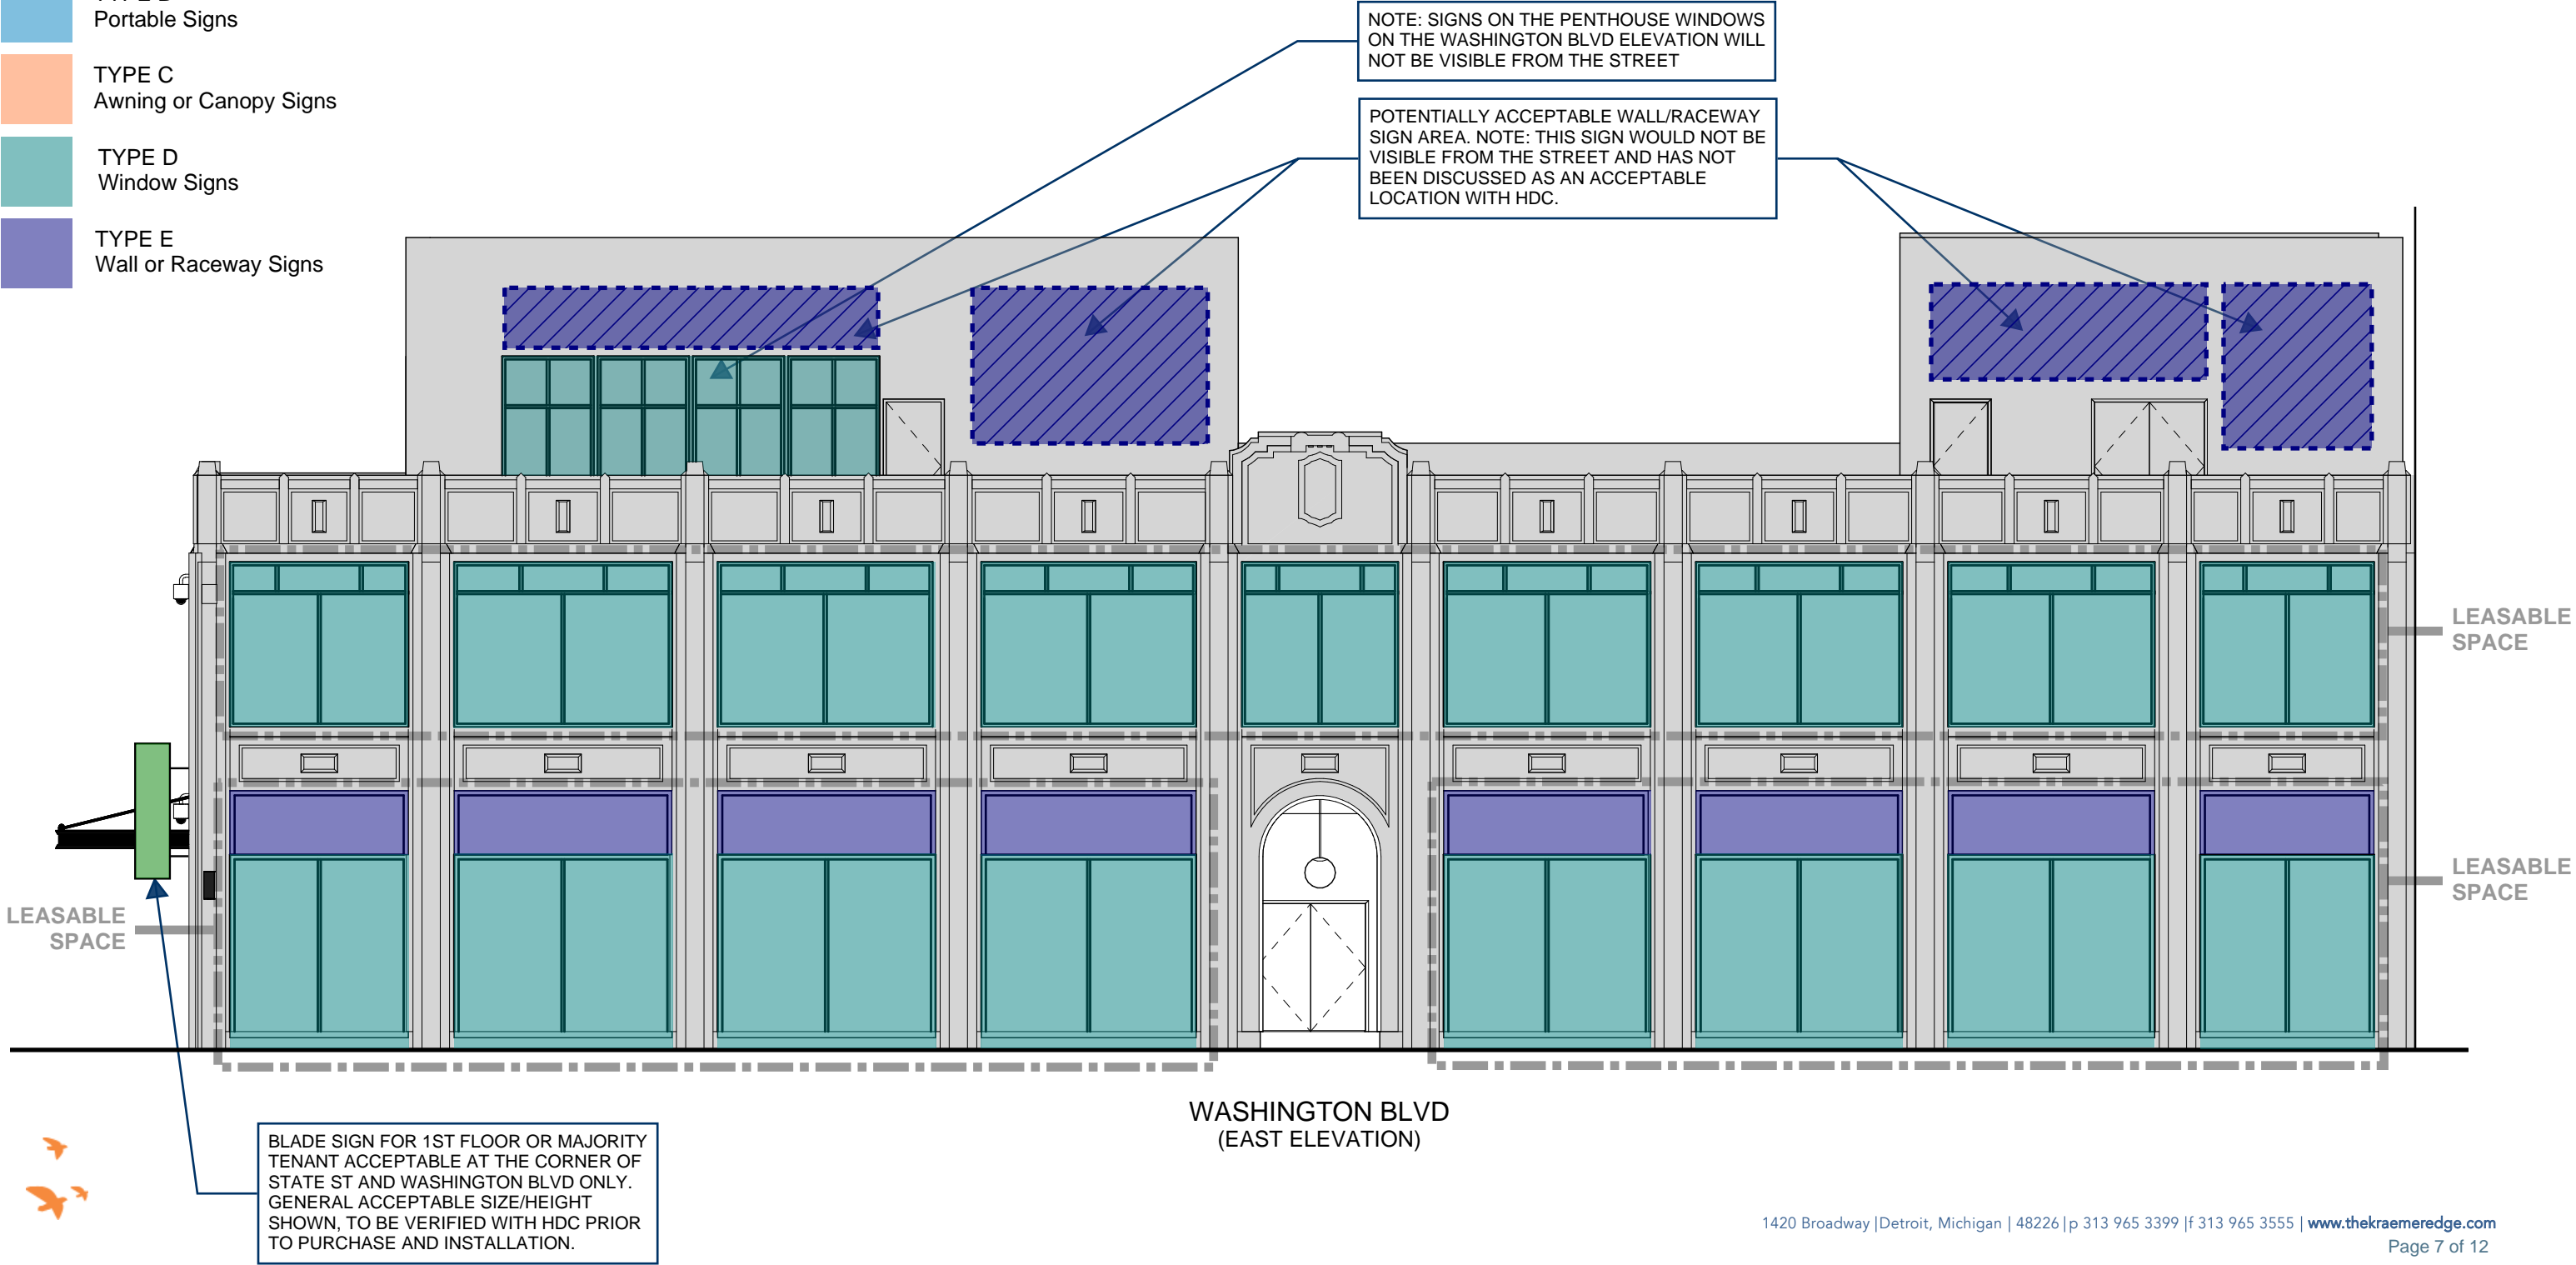 Portable Signs
TYPE C
Awning or Canopy Signs
TYPE D
Window Signs
TYPE E
Wall or Raceway Signs
NOTE: SIGNS ON THE PENTHOUSE WINDOWS
ON THE WASHINGTON BLVD ELEVATION WILL
NOT BE VISIBLE FROM THE STREET
POTENTIALLY ACCEPTABLE WALL/RACEWAY
SIGN AREA. NOTE: THIS SIGN WOULD NOT BE
VISIBLE FROM THE STREET AND HAS NOT
BEEN DISCUSSED AS AN ACCEPTABLE
LOCATION WITH HDC.
LEASABLE
SPACE
LEASABLE
SPACE
LEASABLE
SPACE
WASHINGTON BLVD
(EAST ELEVATION)
BLADE SIGN FOR 1ST FLOOR OR MAJORITY
TENANT ACCEPTABLE AT THE CORNER OF
STATE ST AND WASHINGTON BLVD ONLY.
GENERAL ACCEPTABLE SIZE/HEIGHT
SHOWN, TO BE VERIFIED WITH HDC PRIOR
TO PURCHASE AND INSTALLATION.
1420 Broadway |Detroit, Michigan | 48226|p 313 965 3399 |f 313 965 3555 | www.thekraemeredge.com
Page 7 of 12